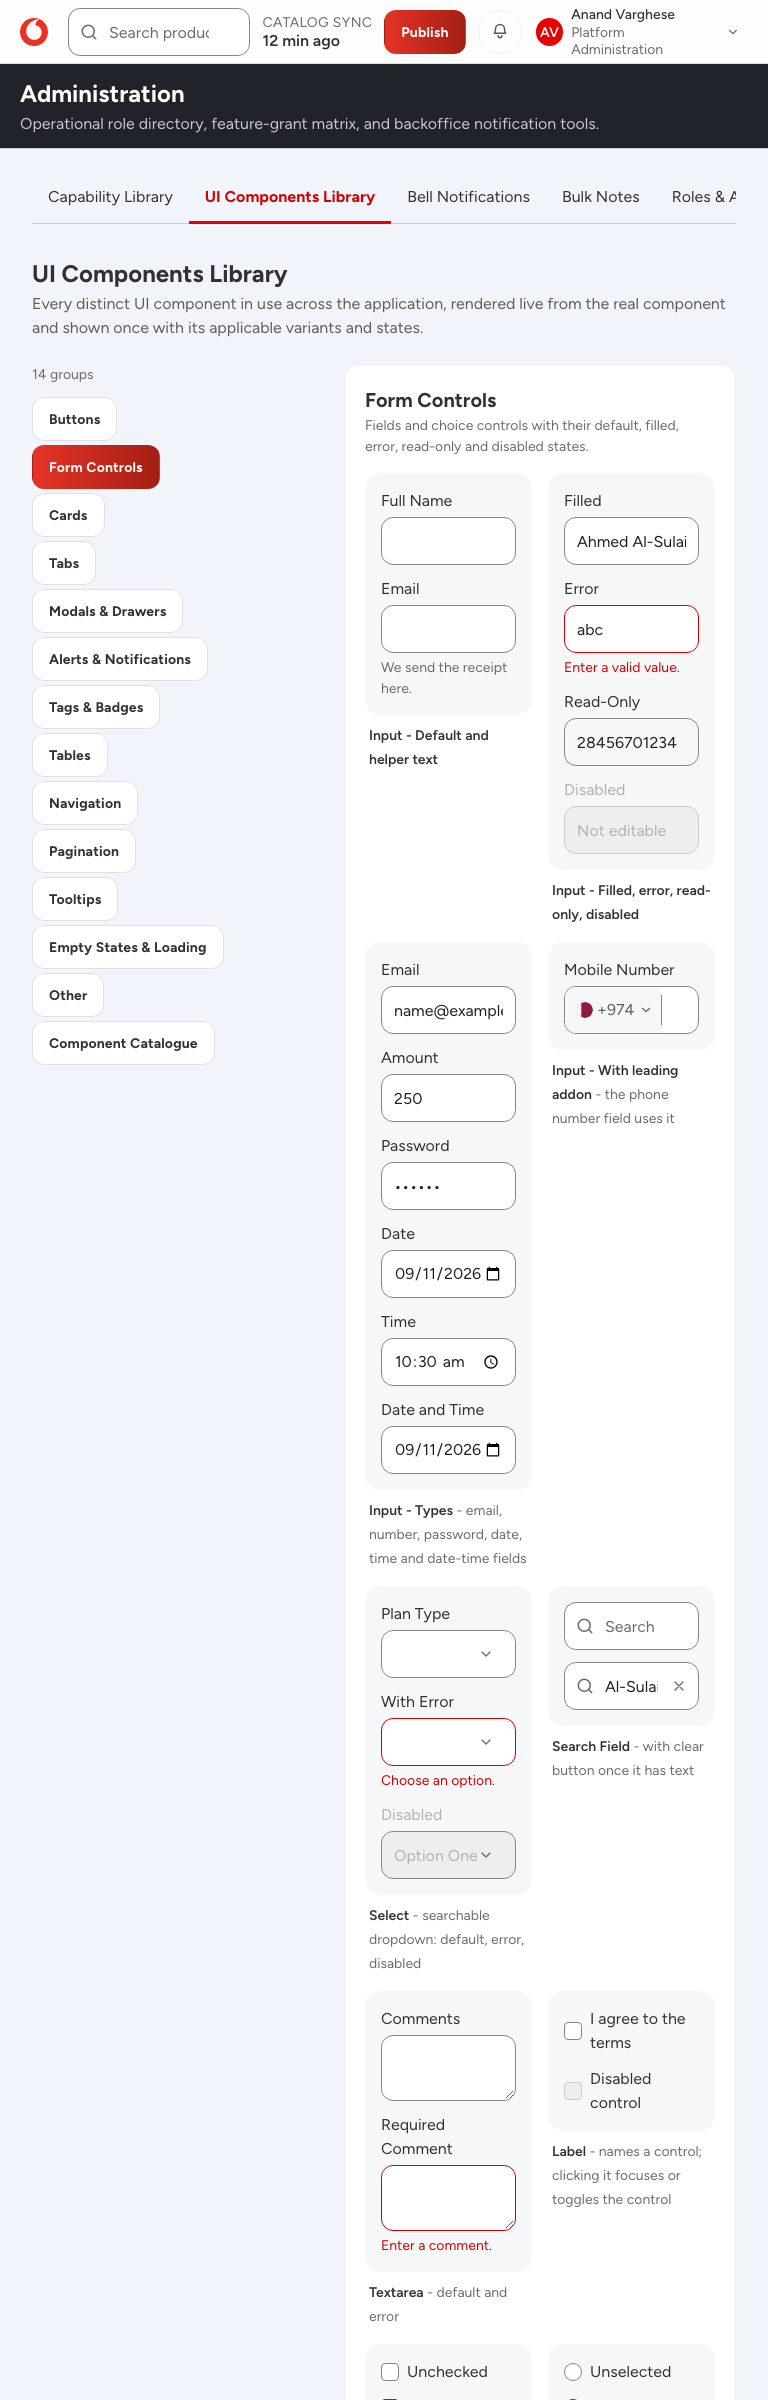 Search produc
CATALOG SYNC
12 min ago
Publish
AV
Anand Varghese
Platform
Administration
Administration
Operational role directory, feature-grant matrix, and backoffice notification tools.
Capability Library
UI Components Library
Bell Notifications
Bulk Notes
Roles & A
UI Components Library
Every distinct UI component in use across the application, rendered live from the real component
and shown once with its applicable variants and states.
14 groups
Buttons
Form Controls
Cards
Tabs
Modals & Drawers
Alerts & Notifications
Tags & Badges
Tables
Navigation
Pagination
Tooltips
Empty States & Loading
Other
Component Catalogue
Form Controls
Fields and choice controls with their default, filled,
error, read-only and disabled states.
Full Name
Email
We send the receipt
here.
Input - Default and
helper text
Filled
Ahmed Al-Sulai
Error
abc
Enter a valid value.
Read-Only
28456701234
Disabled
Not editable
Input - Filled, error, read-
only, disabled
Email
name@example
Amount
250
Password
••••••
Date
09/11/2026
Time
10:30 am
Date and Time
09/11/2026
Input - Types - email,
number, password, date,
time and date-time fields
Mobile Number
+974
Input - With leading
addon - the phone
number field uses it
Plan Type
With Error
Choose an option.
Disabled
Option One
Select - searchable
dropdown: default, error,
disabled
Search
Al-Sulai
Search Field - with clear
button once it has text
Comments
Required
Comment
Enter a comment.
Textarea - default and
error
I agree to the
terms
Disabled
control
Label - names a control;
clicking it focuses or
toggles the control
Unchecked
Unselected